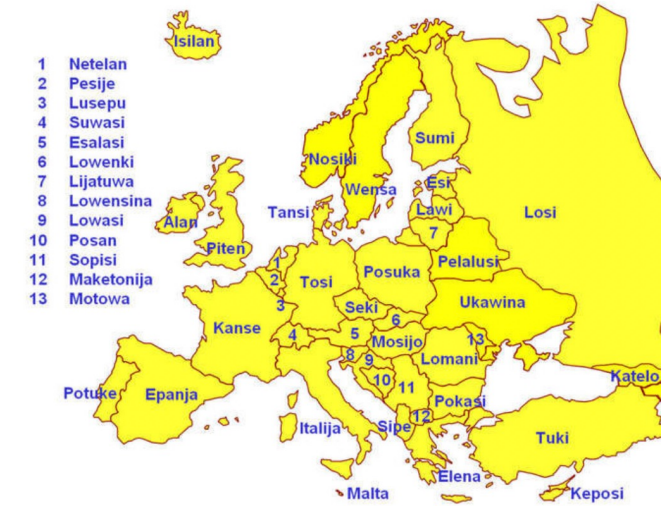 Isilan
1 Netelan
2 Pesije
3 Lusepu
4 Suwasi
5 Esalasi
6 Lowenki
7 Lijatuwa
8 Lowensina
9 Lowasi
10 Posan
11 Sopisi
12 Maketonija
13 Motowa
Sumi
Nosiki
Wensa
Esi
Tansi
Lawi
Losi
Alan
7
Piten
1
Pelalusi
2
Tosi
Posuka
3
Seki
Ukawina
6
Kanse
4
5
Mosijo
13
8
9
Lomani
10
Katelo
11
Potuke
Epanja
Pokasi
12
Italija
Sipe
Tuki
Elena
Malta
Keposi